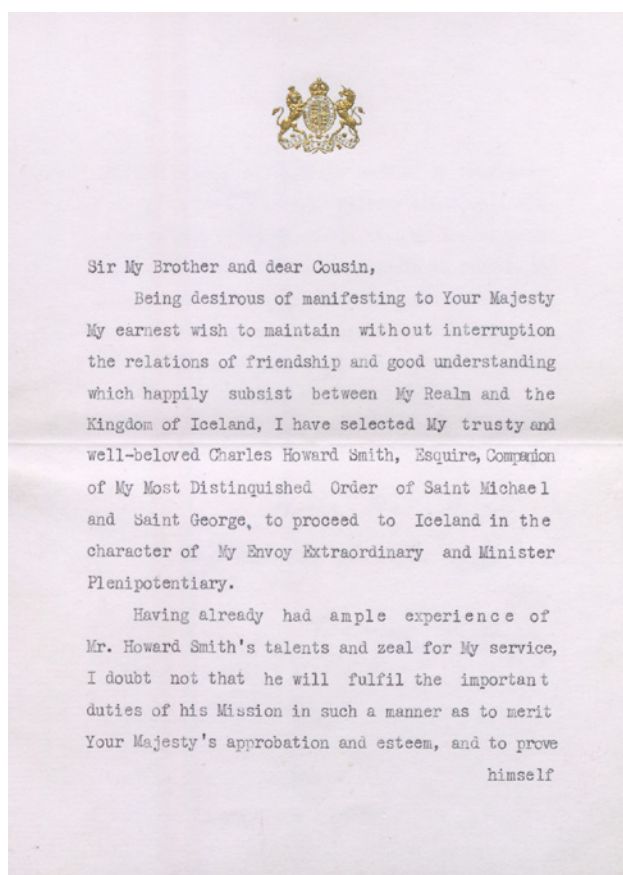 Sir My Brother and dear Cousin,
Being desirous of manifesting to Your Majesty
My earnest wish to maintain without interruption
the relations of friendship and good understanding
which happily subsist between My Realm and the
Kingdom of Iceland, I have selected My trusty and
well-beloved Charles Howard Smith, Esquire, Companion
of My Most Distinquished Order of Saint Michael
and Saint George, to proceed to Iceland in the
character of My Envoy Extraordinary and Minister
Plenipotentiary.
Having already had ample experience of
Mr. Howard Smith's talents and zeal for My service,
I doubt not that he will fulfil the important
duties of his Mission in such a manner as to merit
Your Majesty's approbation and esteem, and to prove
himself